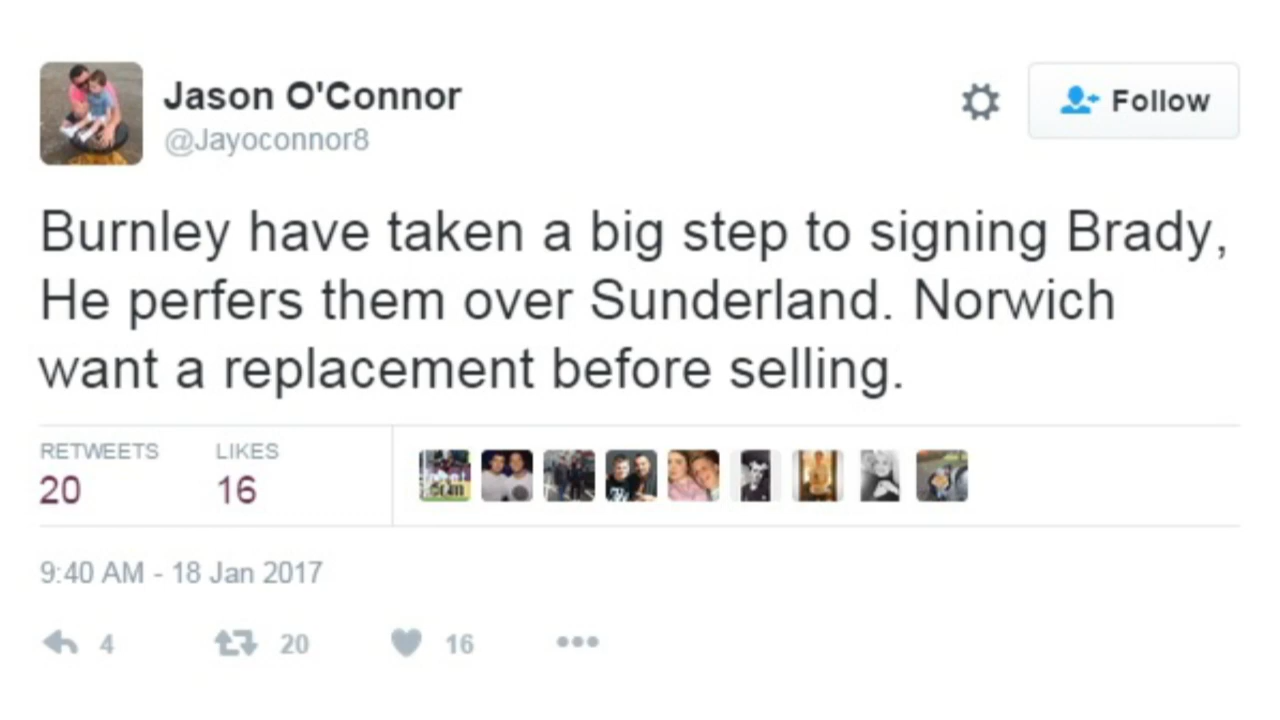 Jason O'Connor
@Jayoconnor8
Follow
Burnley have taken a big step to signing Brady,
He perfers them over Sunderland. Norwich
want a replacement before selling.
RETWEETS LIKES
20 16
9:40 AM - 18 Jan 2017
4 20 16